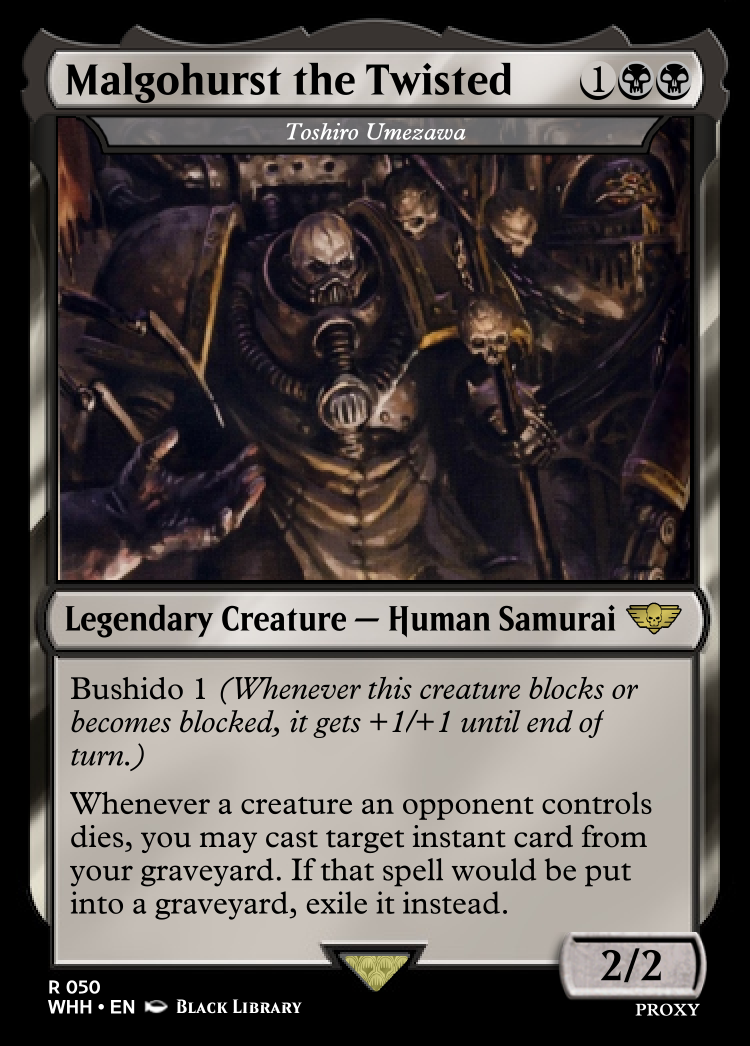 Malgohurst the Twisted 1
Toshiro Umezawa
Legendary Creature — Human Samurai
Bushido 1 (Whenever this creature blocks or
becomes blocked, it gets +1/+1 until end of
turn.)
Whenever a creature an opponent controls
dies, you may cast target instant card from
your graveyard. If that spell would be put
into a graveyard, exile it instead.
2/2
R 050
WHH • EN Black Library
PROXY